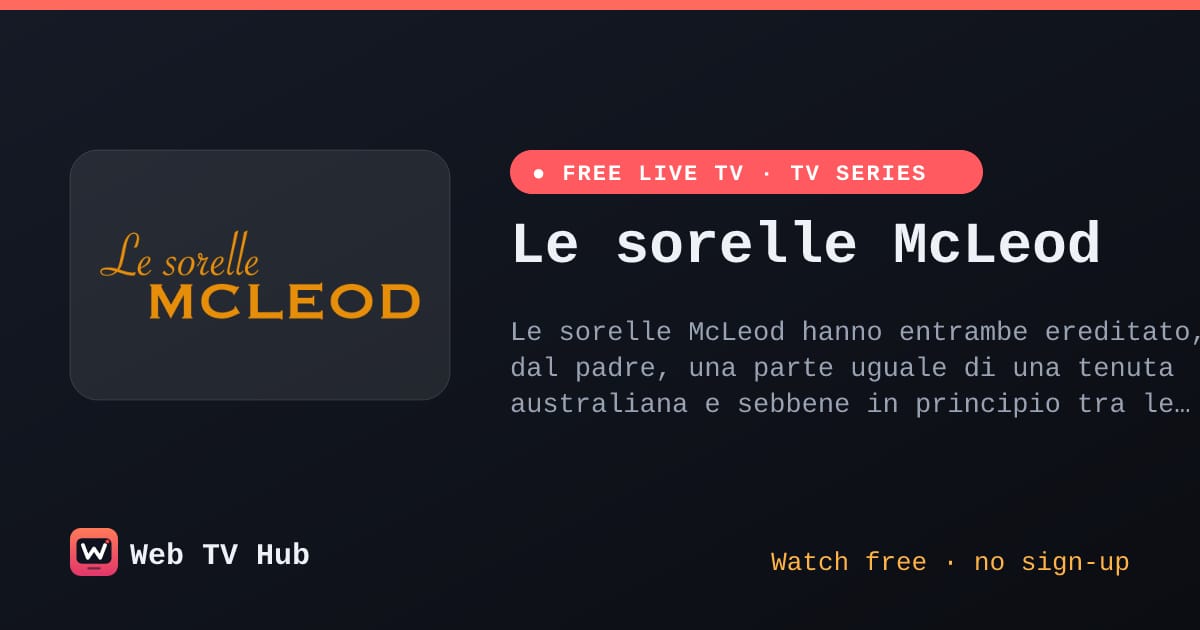 Le sorelle
MCLEOD
● FREE LIVE TV · TV SERIES
Le sorelle McLeod
Le sorelle McLeod hanno entrambe ereditato,
dal padre, una parte uguale di una tenuta
australiana e sebbene in principio tra le…
W
Web TV Hub
Watch free · no sign-up